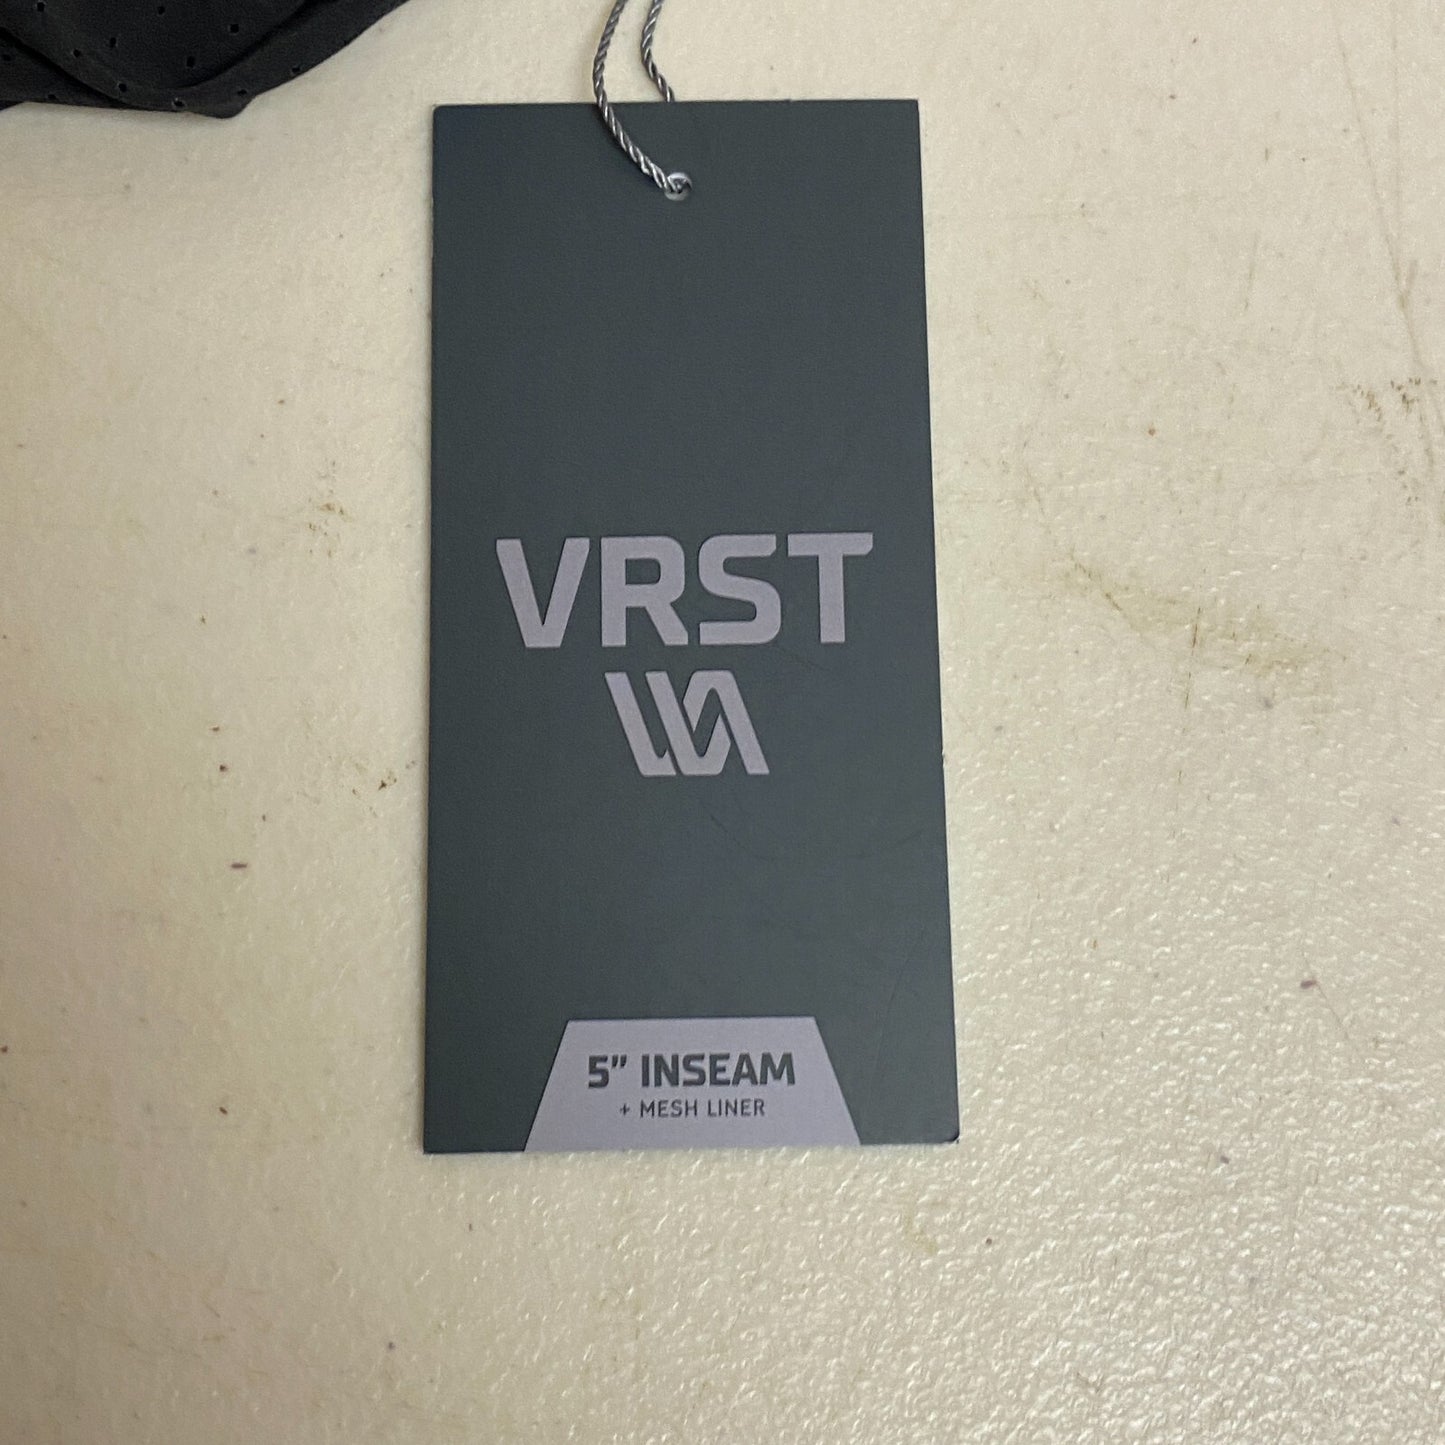 VRST
5" INSEAM
+ MESH LINER